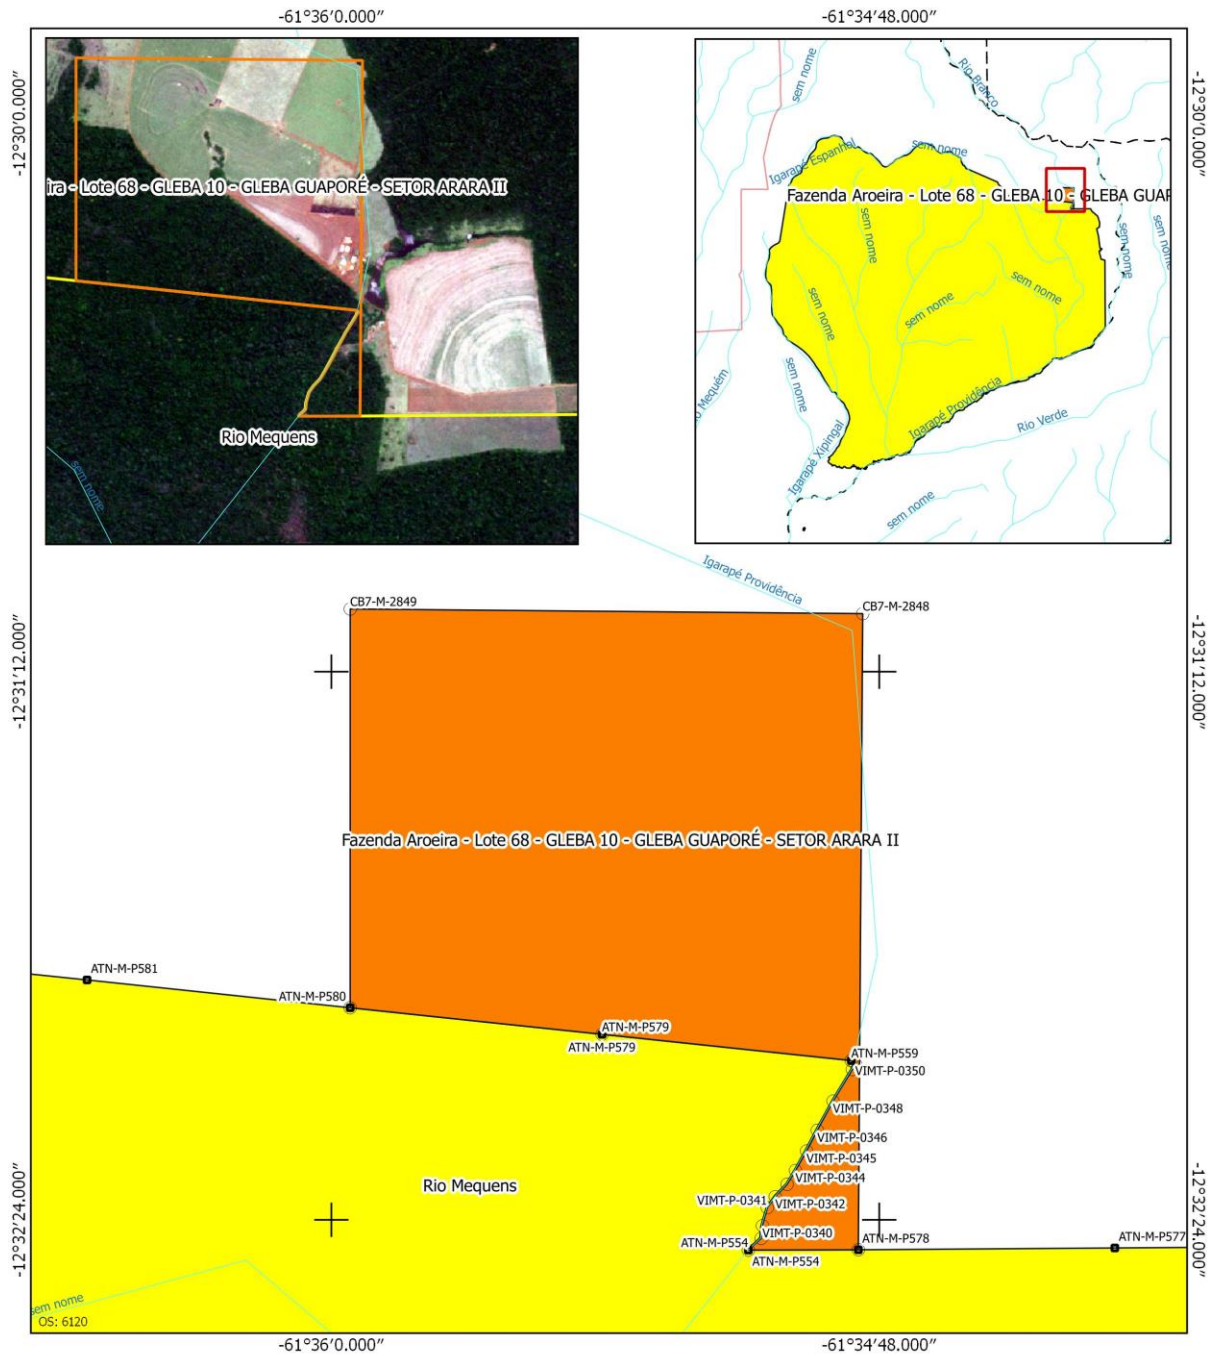 -61°36′0.000″
-61°34′48.000″
-12°30′0.000″
-12°30′0.000″
ira - Lote 68 - GLEBA 10 - GLEBA GUAPORÉ - SETOR ARARA II
Rio Mequens
sem nome
sem nome
Rio Branco
Igarapé Espanhol
sem nome
Fazenda Aroeira - Lote 68 - GLEBA 10 - GLEBA GUAP
sem nome
sem nome
sem nome
sem nome
sem nome
sem nome
sem nome
sem nome
Mequém
Igarapé Providência
Rio Verde
Igarapé Xipingal
sem nome
Igarapé Providência
CB7-M-2849
CB7-M-2848
-12°31′12.000″
-12°31′12.000″
Fazenda Aroeira - Lote 68 - GLEBA 10 - GLEBA GUAPORÉ - SETOR ARARA II
ATN-M-P581
ATN-M-P580
ATN-M-P579
ATN-M-P579
ATN-M-P559
VIMT-P-0350
VIMT-P-0348
VIMT-P-0346
VIMT-P-0345
VIMT-P-0344
VIMT-P-0341
VIMT-P-0342
Rio Mequens
VIMT-P-0340
ATN-M-P554
ATN-M-P554
ATN-M-P578
ATN-M-P577
-12°32′24.000″
-12°32′24.000″
sem nome
OS: 6120
-61°36′0.000″
-61°34′48.000″